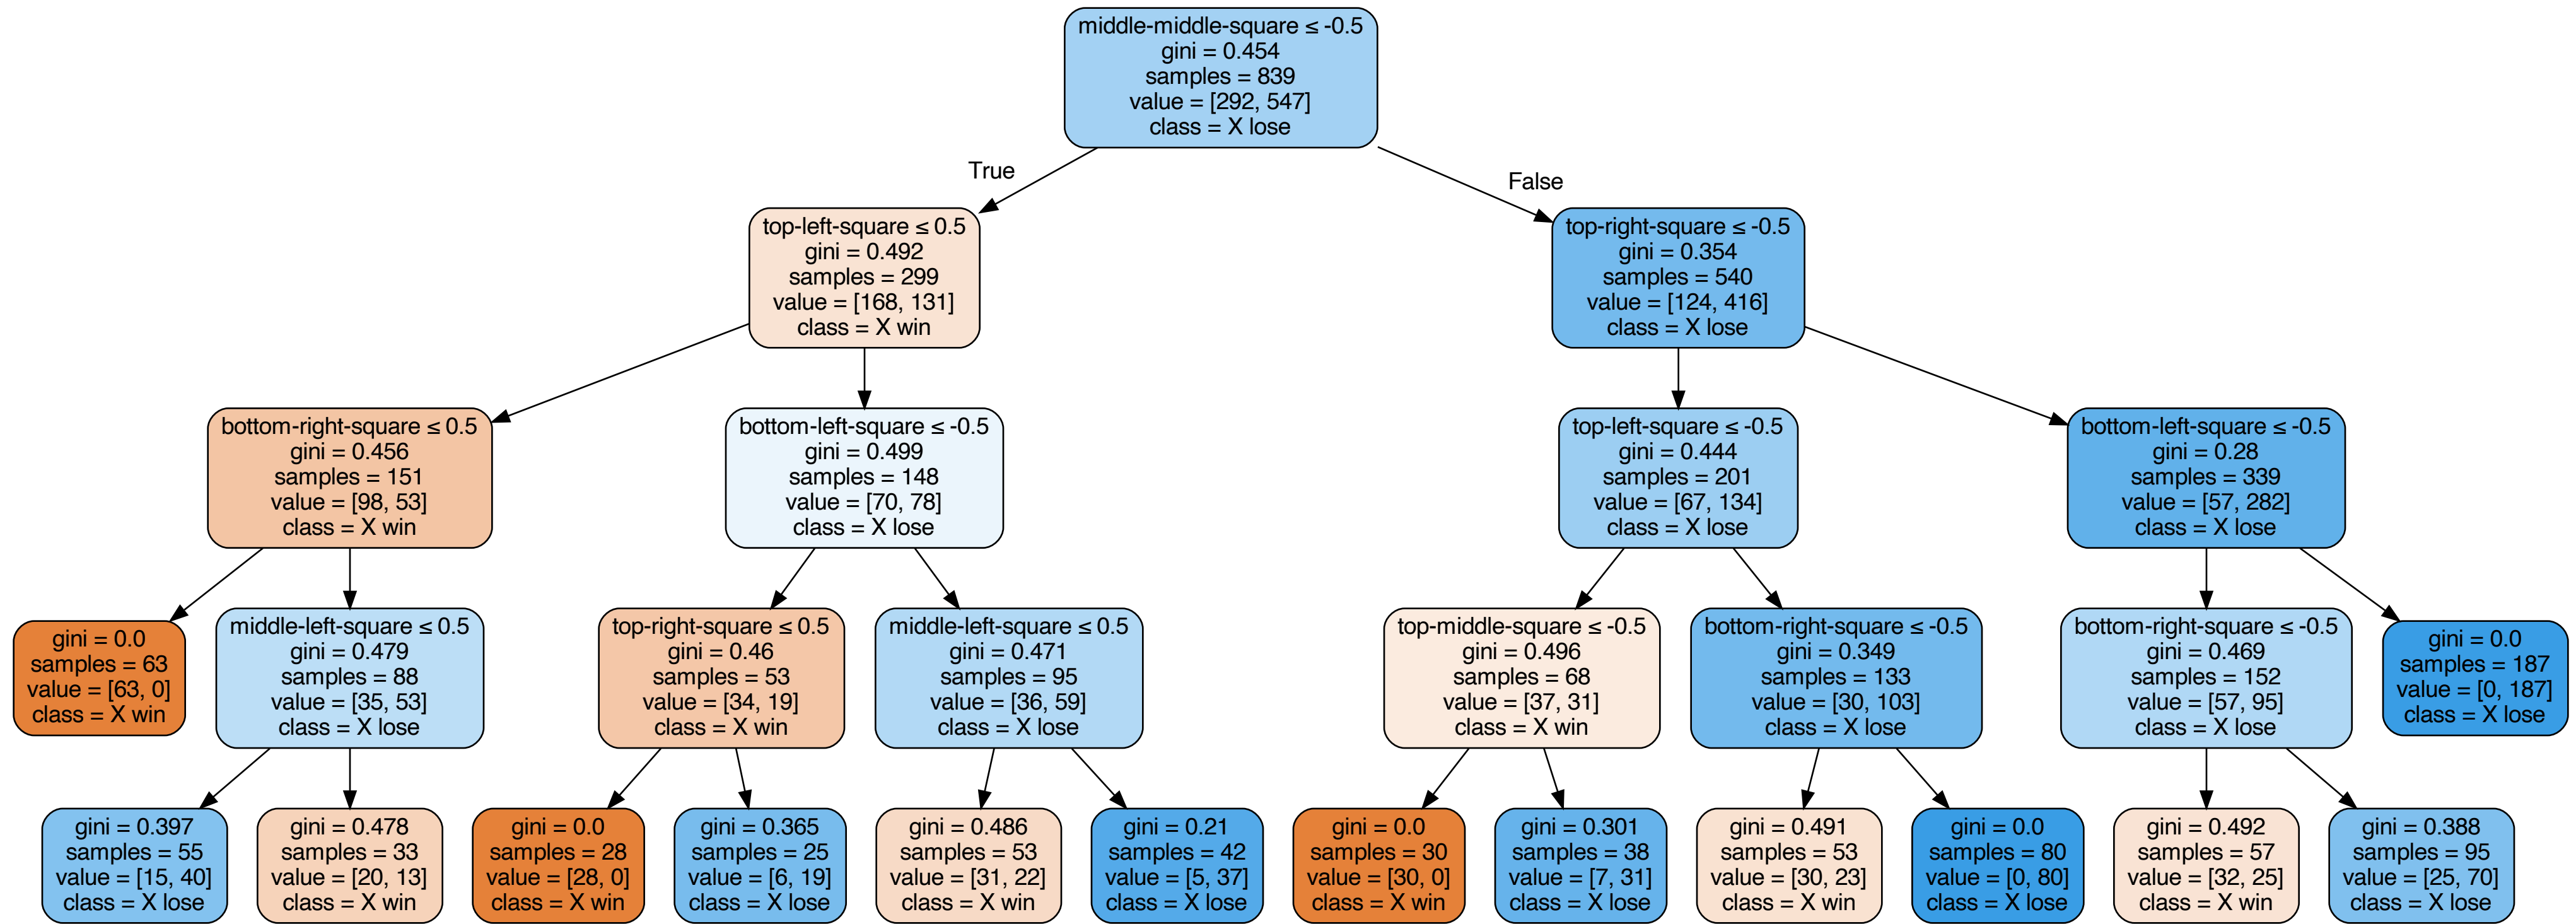 middle-middle-square ≤ -0.5
gini = 0.454
samples = 839
value = [292, 547]
class = X lose
True
False
top-left-square ≤ 0.5
gini = 0.492
samples = 299
value = [168, 131]
class = X win
top-right-square ≤ -0.5
gini = 0.354
samples = 540
value = [124, 416]
class = X lose
bottom-right-square ≤ 0.5
gini = 0.456
samples = 151
value = [98, 53]
class = X win
bottom-left-square ≤ -0.5
gini = 0.499
samples = 148
value = [70, 78]
class = X lose
top-left-square ≤ -0.5
gini = 0.444
samples = 201
value = [67, 134]
class = X lose
bottom-left-square ≤ -0.5
gini = 0.28
samples = 339
value = [57, 282]
class = X lose
gini = 0.0
samples = 63
value = [63, 0]
class = X win
middle-left-square ≤ 0.5
gini = 0.479
samples = 88
value = [35, 53]
class = X lose
top-right-square ≤ 0.5
gini = 0.46
samples = 53
value = [34, 19]
class = X win
middle-left-square ≤ 0.5
gini = 0.471
samples = 95
value = [36, 59]
class = X lose
top-middle-square ≤ -0.5
gini = 0.496
samples = 68
value = [37, 31]
class = X win
bottom-right-square ≤ -0.5
gini = 0.349
samples = 133
value = [30, 103]
class = X lose
bottom-right-square ≤ -0.5
gini = 0.469
samples = 152
value = [57, 95]
class = X lose
gini = 0.0
samples = 187
value = [0, 187]
class = X lose
gini = 0.397
samples = 55
value = [15, 40]
class = X lose
gini = 0.478
samples = 33
value = [20, 13]
class = X win
gini = 0.0
samples = 28
value = [28, 0]
class = X win
gini = 0.365
samples = 25
value = [6, 19]
class = X lose
gini = 0.486
samples = 53
value = [31, 22]
class = X win
gini = 0.21
samples = 42
value = [5, 37]
class = X lose
gini = 0.0
samples = 30
value = [30, 0]
class = X win
gini = 0.301
samples = 38
value = [7, 31]
class = X lose
gini = 0.491
samples = 53
value = [30, 23]
class = X win
gini = 0.0
samples = 80
value = [0, 80]
class = X lose
gini = 0.492
samples = 57
value = [32, 25]
class = X win
gini = 0.388
samples = 95
value = [25, 70]
class = X lose